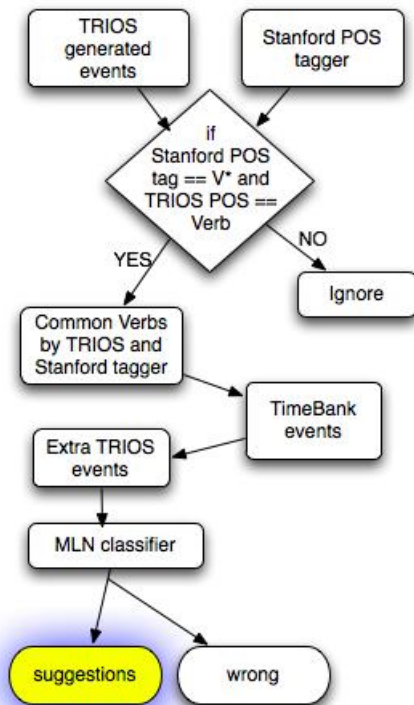 TRIOS
generated
events
Stanford POS
tagger
if
Stanford POS
tag == V* and
TRIOS POS ==
Verb
YES
NO
Ignore
Common Verbs
by TRIOS and
Stanford tagger
TimeBank
events
Extra TRIOS
events
MLN classifier
suggestions
wrong